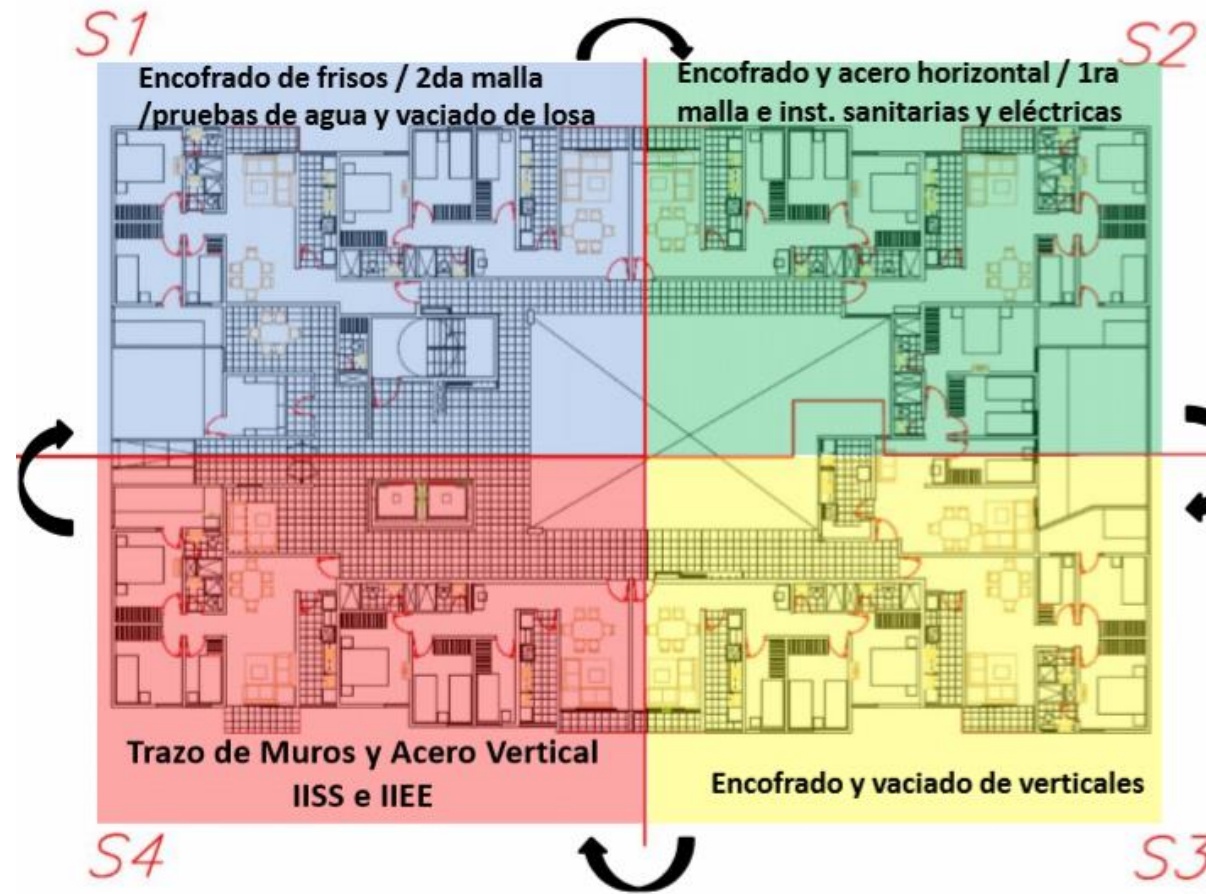 S1
S2
Encofrado de frisos / 2da malla
/pruebas de agua y vaciado de losa
Encofrado y acero horizontal / 1ra
malla e inst. sanitarias y eléctricas
Trazo de Muros y Acero Vertical
IISS e IIEE
Encofrado y vaciado de verticales
S4
S3